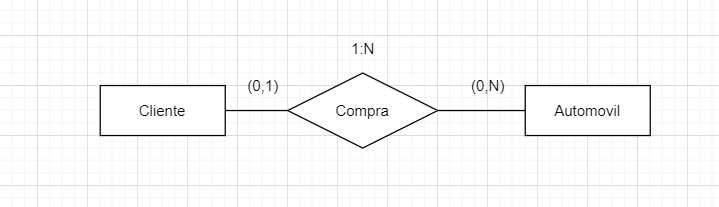 1:N
(0,1)
(0,N)
Cliente
Compra
Automovil